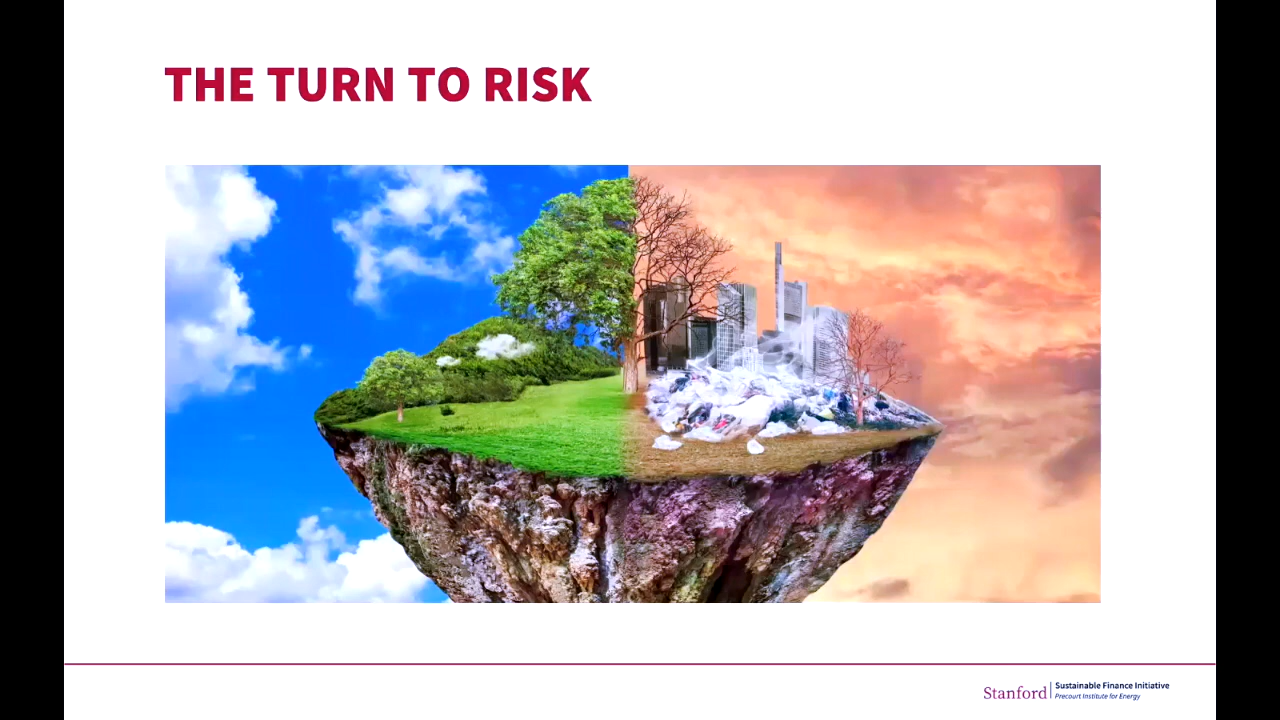 THE TURN TO RISK
Stanford
Sustainable Finance Initiative
Precourt Institute for Energy